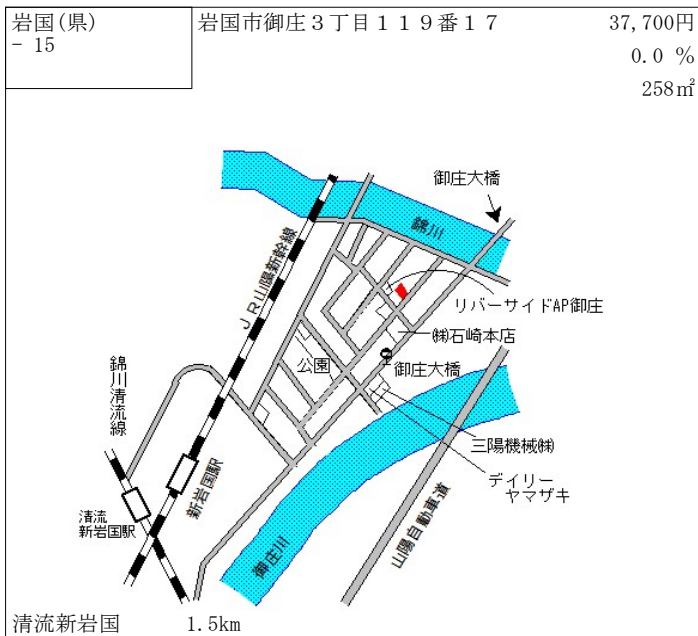 岩国(県)
- 15
岩国市御庄３丁目１１９番１７
37,700円
0.0 %
258㎡
御庄大橋
錦川
ＪＲ山陽新幹線
リバーサイドAP御庄
㈱石崎本店
公園
御庄大橋
錦川清流線
三陽機械㈱
デイリー
ヤマザキ
新岩国駅
清流
新岩国駅
山陽自動車道
御庄川
清流新岩国
1.5km